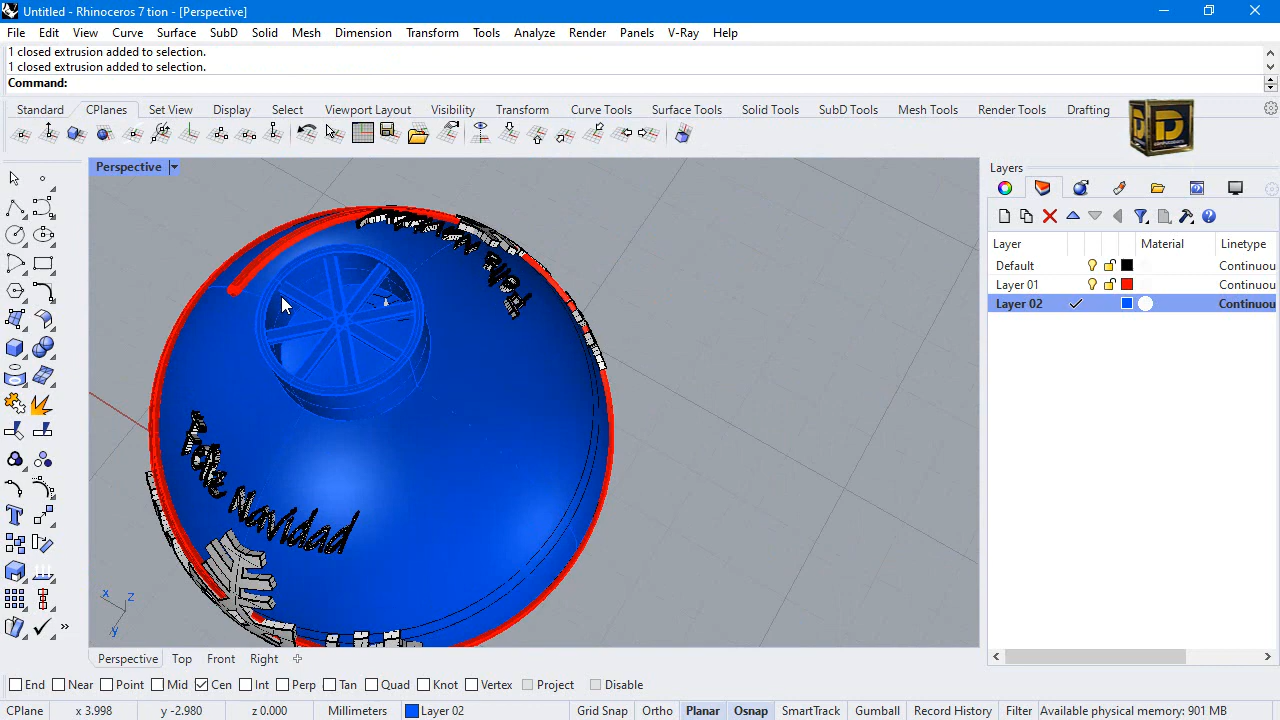 Untitled - Rhinoceros 7 tion - [Perspective]
File Edit View Curve Surface SubD Solid Mesh Dimension Transform Tools Analyze Render Panels V-Ray Help
1 closed extrusion added to selection.
1 closed extrusion added to selection.
Command:
Standard CPlanes Set View Display Select Viewport Layout Visibility Transform Curve Tools Surface Tools Solid Tools SubD Tools Mesh Tools Render Tools Drafting
Perspective
Layers
Layer Material Linetype
Default Continuou
Layer 01 Continuou
Layer 02 Continuou
Feliz Navidad
x z
y
Perspective Top Front Right
End Near Point Mid Cen Int Perp Tan Quad Knot Vertex Project Disable
CPlane x 3.998 y -2.980 z 0.000 Millimeters Layer 02 Grid Snap Ortho Planar Osnap SmartTrack Gumball Record History Filter Available physical memory: 901 MB